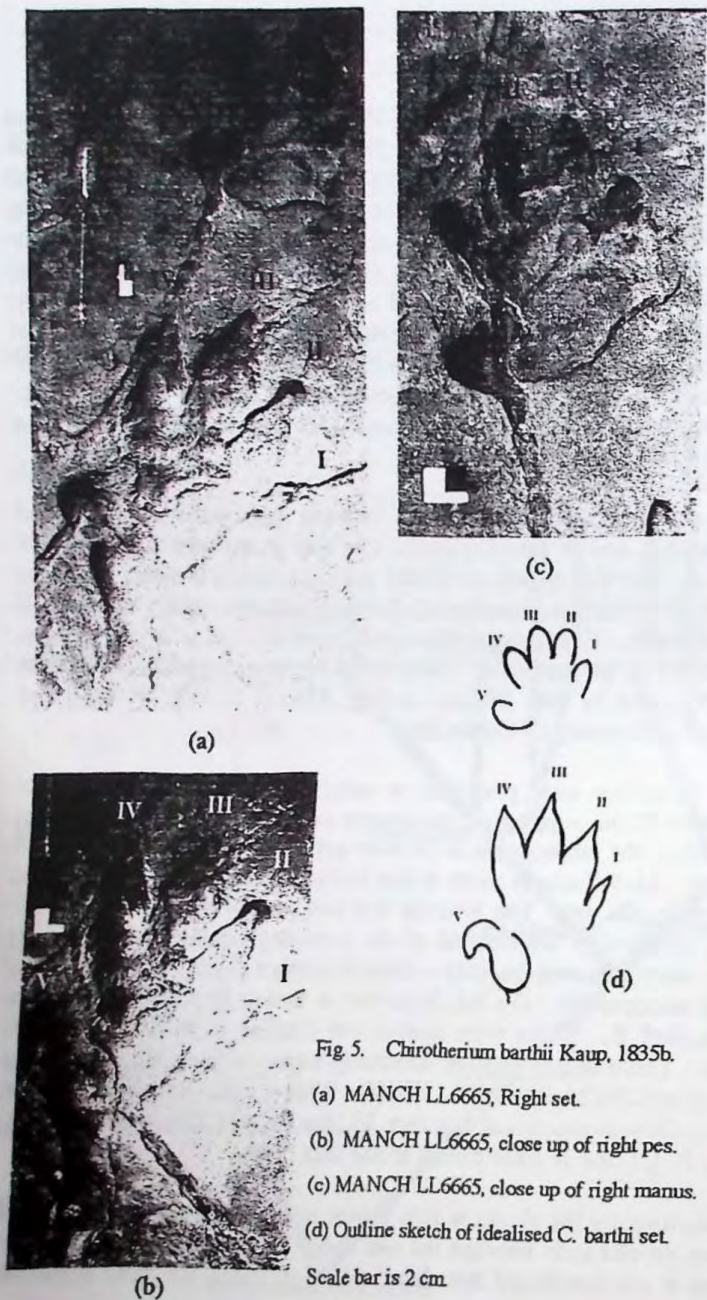 III
II
I
V
(a)
III
II
V
(c)
III
II
IV
I
V
IV
III
II
I
V
(d)
IV
III
II
I
V
(b)
Fig. 5. Chirotherium barthii Kaup, 1835b.
(a) MANCH LL6665, Right set.
(b) MANCH LL6665, close up of right pes.
(c) MANCH LL6665, close up of right manus.
(d) Outline sketch of idealised C. barthi set.
Scale bar is 2 cm.